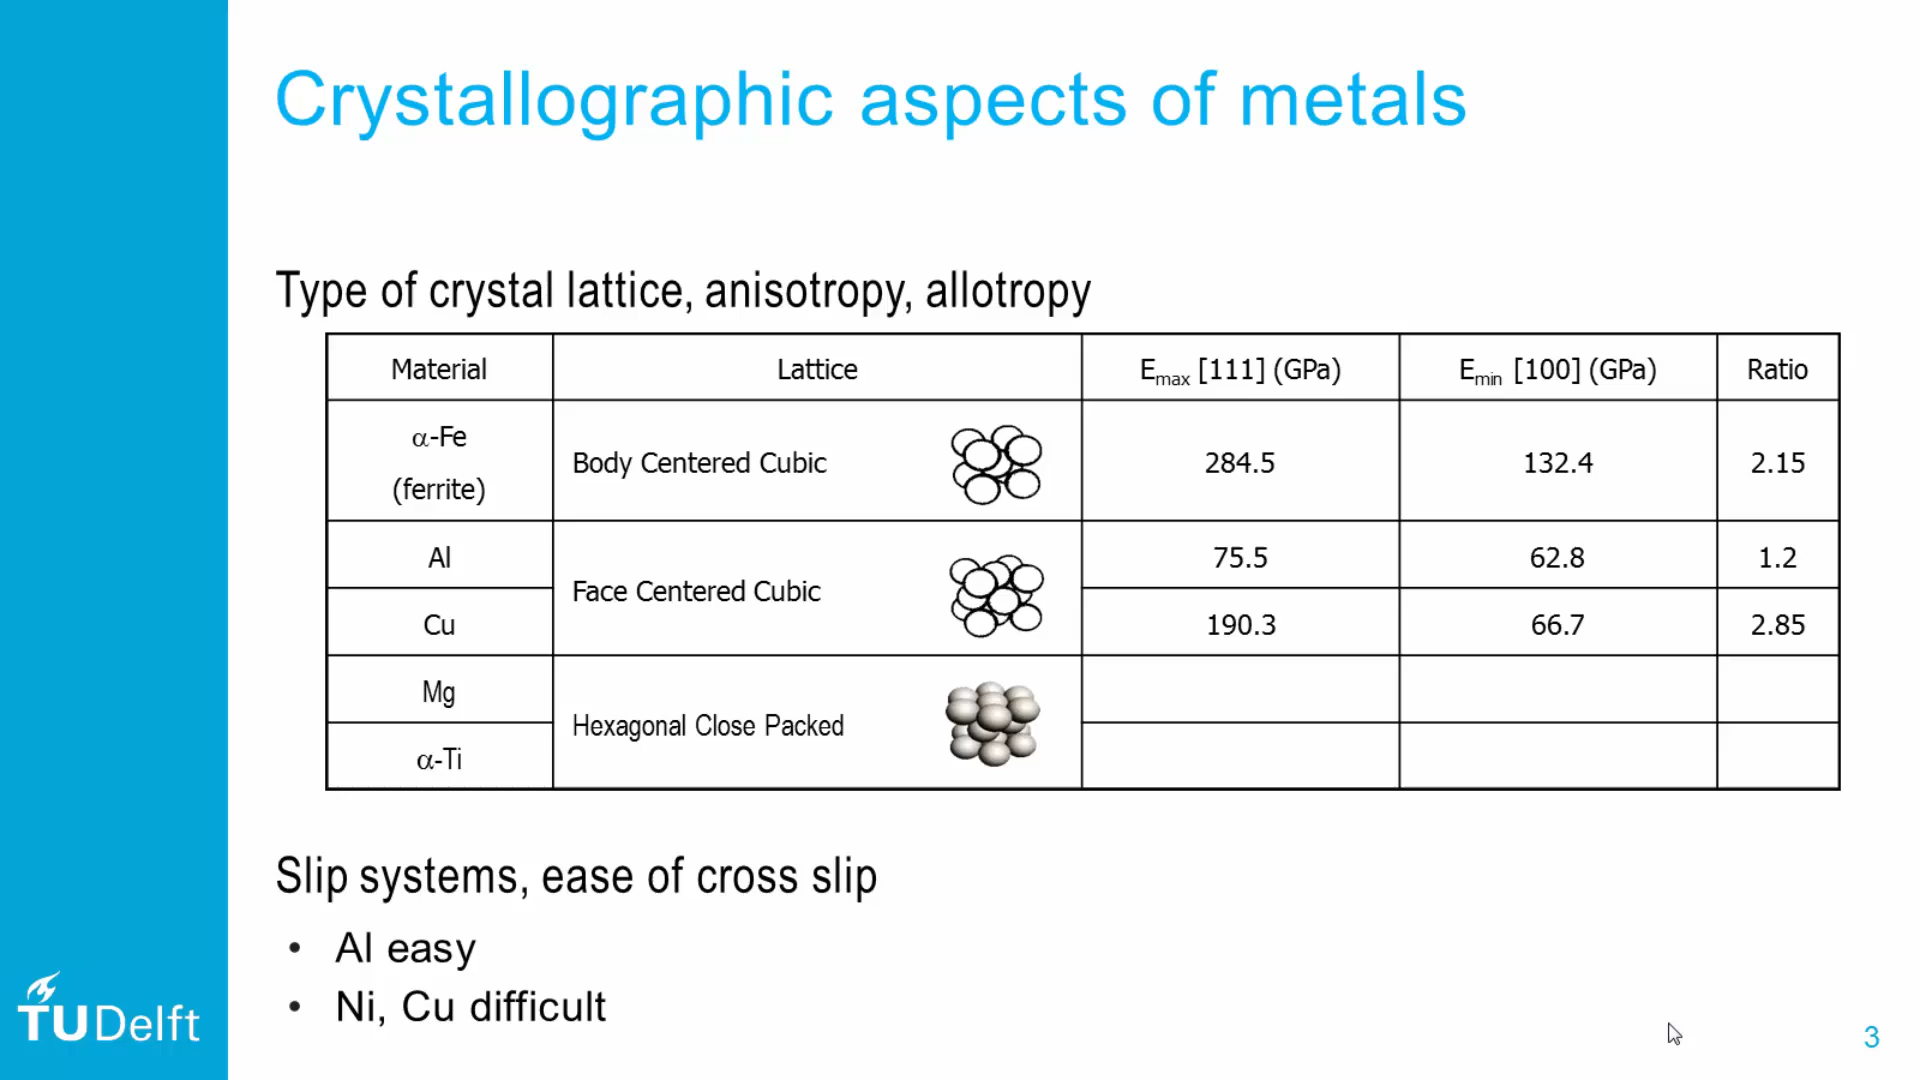 Crystallographic aspects of metals
Type of crystal lattice, anisotropy, allotropy
Material Lattice Emax [111] (GPa) Emin [100] (GPa) Ratio
α-Fe
(ferrite)
Body Centered Cubic 284.5 132.4 2.15
Al 75.5 62.8 1.2
Face Centered Cubic
Cu 190.3 66.7 2.85
Mg
Hexagonal Close Packed
α-Ti
Slip systems, ease of cross slip
• Al easy
• Ni, Cu difficult
TUDelft
3